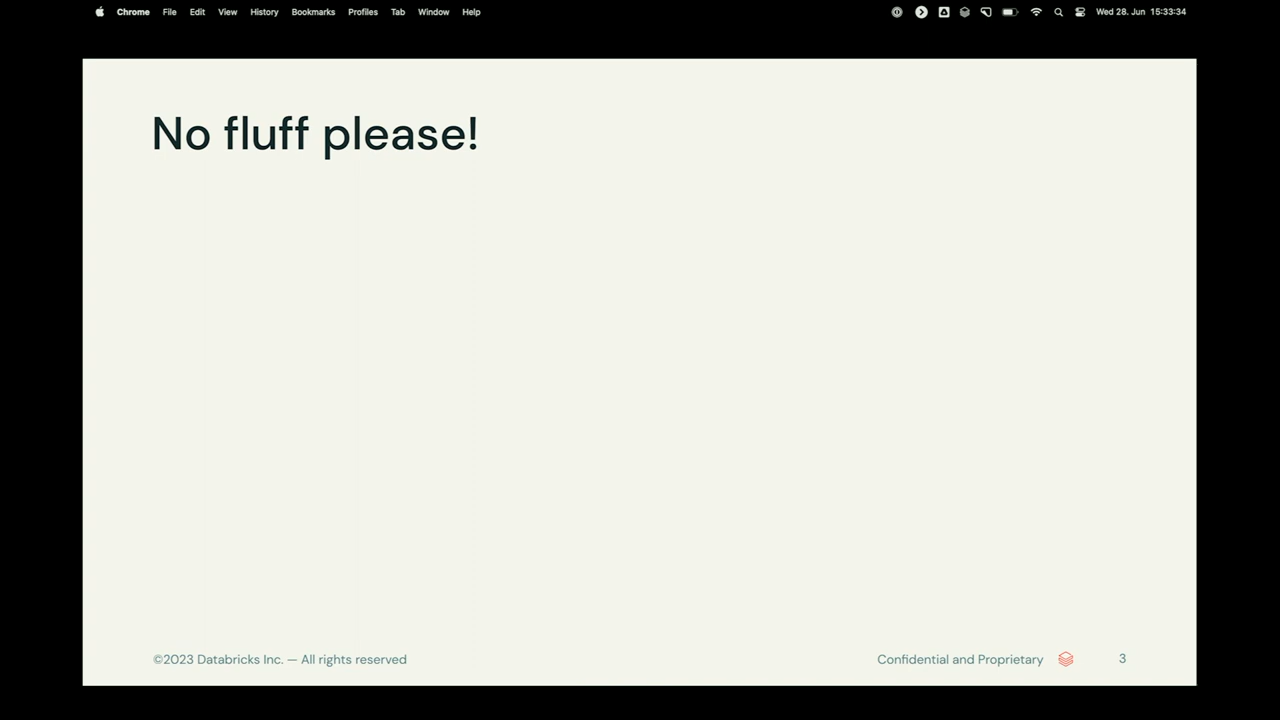 Chrome File Edit View History Bookmarks Profiles Tab Window Help Wed 28. Jun 15:33:34
No fluff please!
©2023 Databricks Inc. — All rights reserved Confidential and Proprietary 3